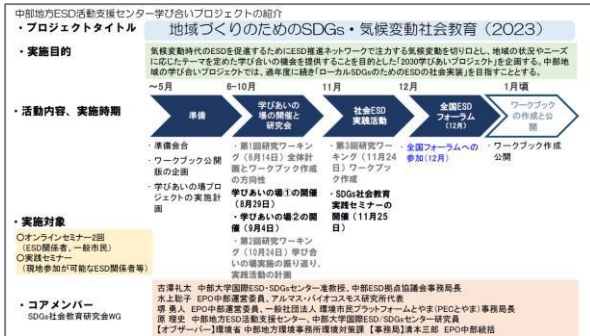 中部地方ESD活動支援センター学び合いプロジェクトの紹介
・プロジェクトタイトル
地域づくりのためのSDGs・気候変動社会教育(2023)
・実施目的
気候変動時代のESDを促進するためにESD推進ネットワークで注力する気候変動を切り口とし、地域の状況やニーズ
に応じたテーマを定めた学び合いの機会を提供することを目的とした「2030学びあいプロジェクト」を企画する。中部地
域の学び合いプロジェクトでは、過年度に続き「ローカルSDGsのためのESDの社会実装」を目指すこととする。
・活動内容、実施時期
～5月
6-10月
11月
12月
1月頃
準備
学びあいの
場の開催と
研究会
社会ESD
実践活動
全国ESD
フォーラム
(12月)
ワークブック
の作成と公
開
・準備会合
・ワークブック公開
版の企画
・学びあいの場プ
ロジェクトの実施計
画
・第1回研究ワーキ
ング(6月14日)全体計
画とワークブック作成
の方向性
学びあいの場①の開催
(8月29日)
・学びあいの場②の開
催(9月4日)
・第2回研究ワーキング
(10月24日)学び合い
の場実施の振り返り、
実践活動の計画
・第3回研究ワー
キング(11月24
日)ワークブッ
ク作成
・SDGs社会教育
実践セミナーの
開催(11月25
日)
・全国フォーラムへの
参加(12月)
・ワークブック作成
公開
・実施対象
〇オンラインセミナー2回
(ESD関係者、一般市民)
〇実践セミナー
(現地参加が可能なESD関係者等)
・コアメンバー
SDGs社会教育研究会WG
古澤礼太 中部大学国際ESD・SDGsセンター准教授、中部ESD拠点協議会事務局長
水上聡子 EPO中部運営委員、アルマス・バイオコスモス研究所代表
堺 勇人 EPO中部運営委員、一般社団法人 環境市民プラットフォームとやま(PECとやま)事務局長
原 理史 中部地方ESD活動支援センター、中部大学国際ESD/SDGsセンター研究員
【オブザーバー】環境省 中部地方環境事務所環境対策課 【事務局】清本三郎 EPO中部統括